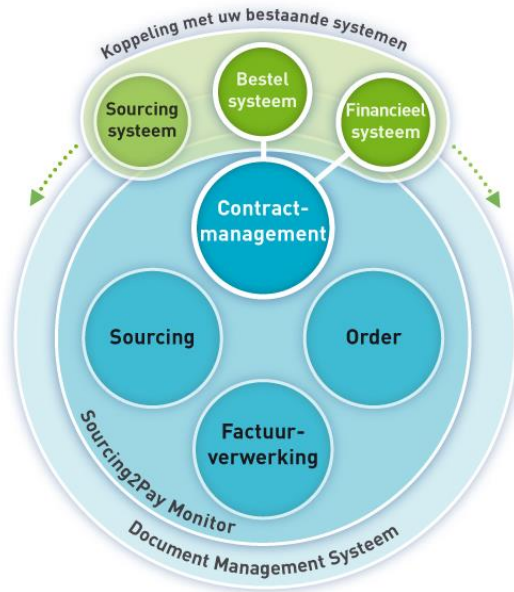 Koppeling met uw bestaande systemen
Sourcing
systeem
Bestel
systeem
Financieel
systeem
Contract-
management
Sourcing
Order
Factuur-
verwerking
Sourcing2Pay Monitor
Document Management Systeem